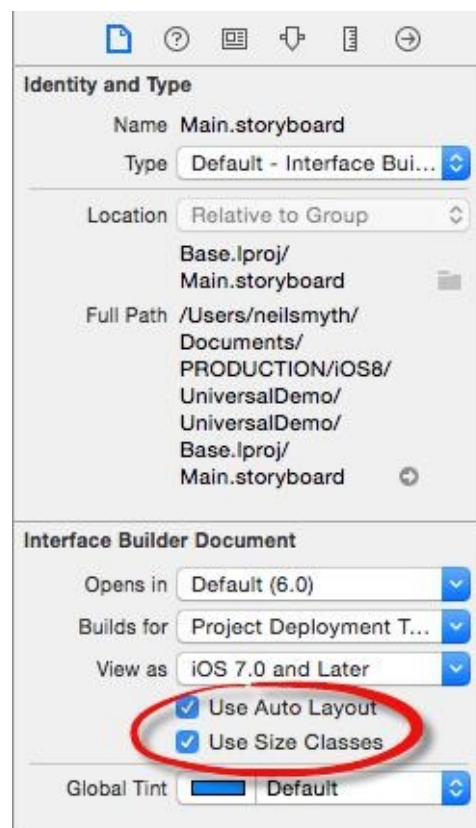 Identity and Type
Name Main.storyboard
Type Default - Interface Bui...
Location Relative to Group
Base.lproj/
Main.storyboard
Full Path /Users/neilsmyth/
Documents/
PRODUCTION/iOS8/
UniversalDemo/
UniversalDemo/
Base.lproj/
Main.storyboard
Interface Builder Document
Opens in Default (6.0)
Builds for Project Deployment T...
View as iOS 7.0 and Later
Use Auto Layout
Use Size Classes
Global Tint Default